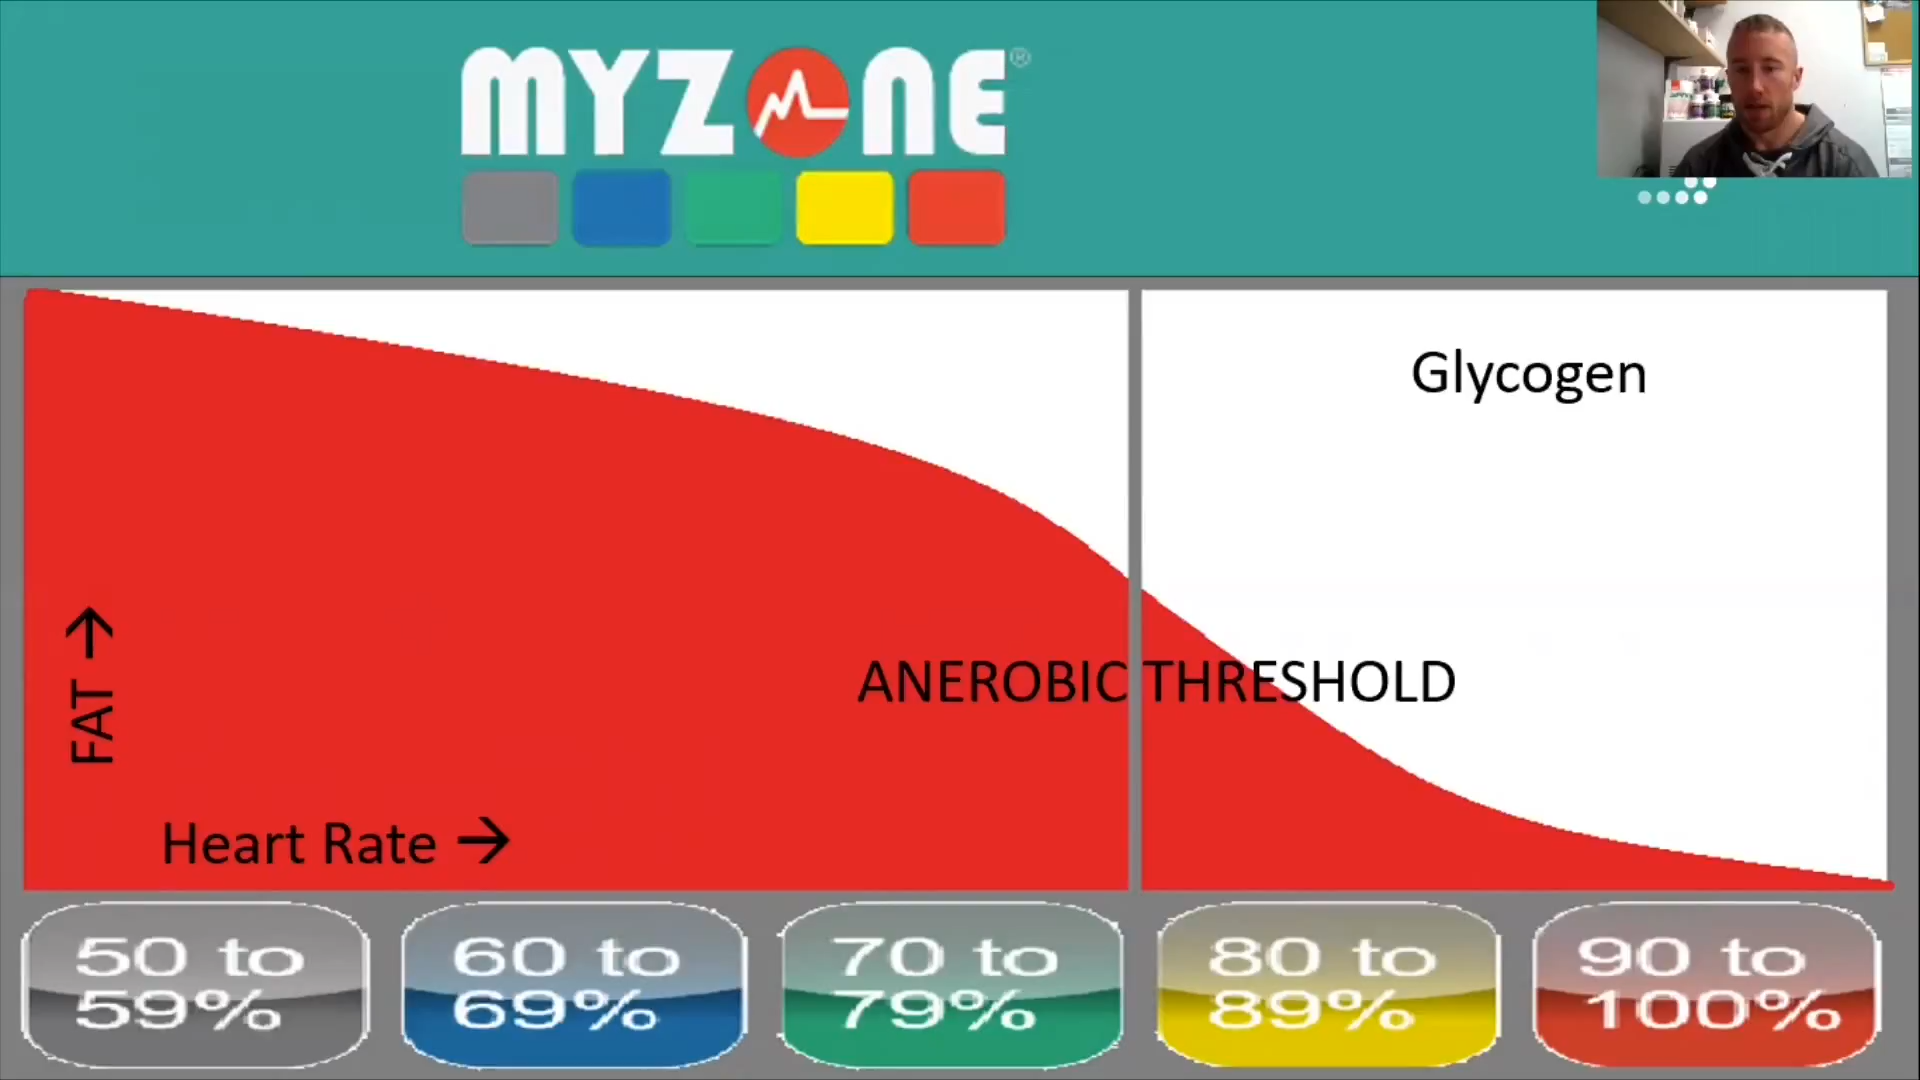 MYZONE®
Glycogen
ANEROBIC THRESHOLD
FAT →
Heart Rate →
50 to
59%
60 to
69%
70 to
79%
80 to
89%
90 to
100%